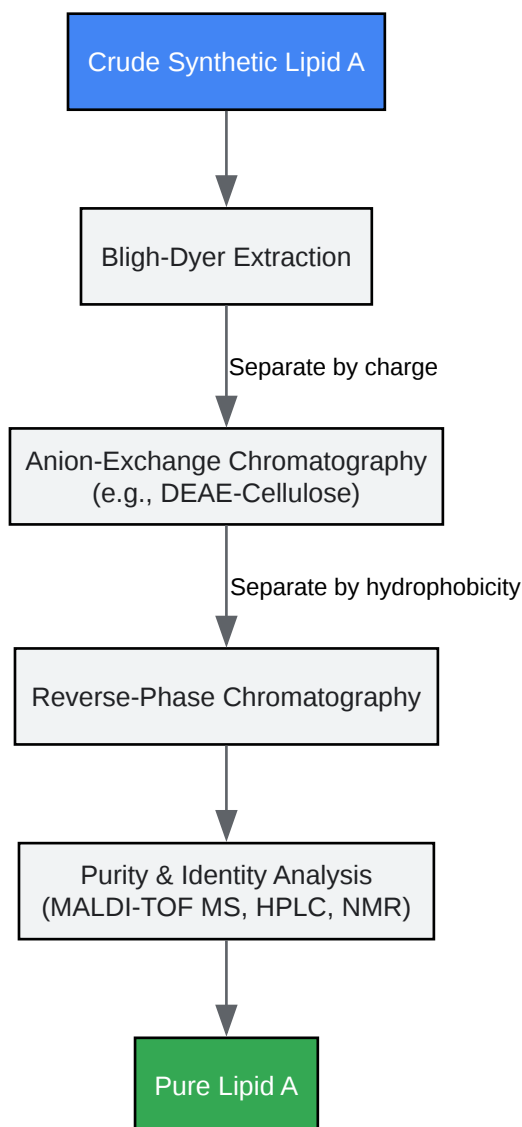 Crude Synthetic Lipid A
Bligh-Dyer Extraction
Separate by charge
Anion-Exchange Chromatography
(e.g., DEAE-Cellulose)
Separate by hydrophobicity
Reverse-Phase Chromatography
Purity & Identity Analysis
(MALDI-TOF MS, HPLC, NMR)
Pure Lipid A